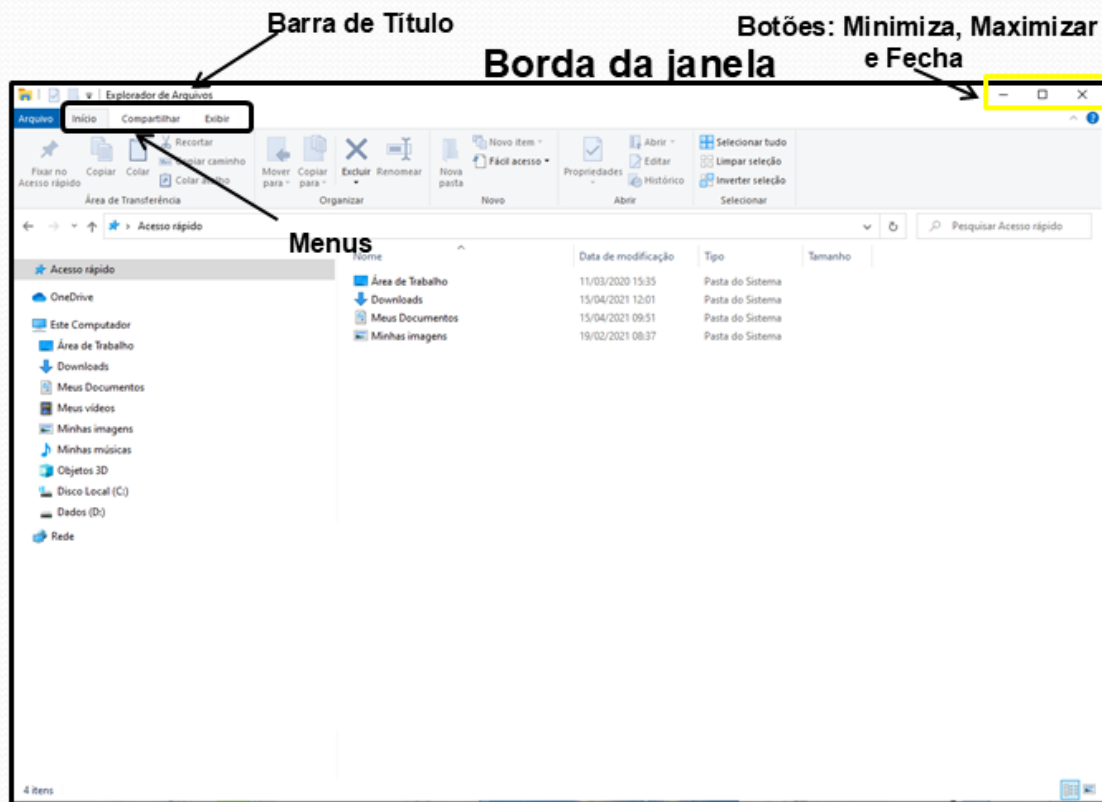 Barra de Título
Botões: Minimiza, Maximizar
e Fecha
Borda da janela
Explorador de Arquivos
Arquivo Início Compartilhar Exibir
Fixar no
Acesso rápido
Copiar
Colar
Recortar
Copiar caminho
Colar atalho
Mover
para
Copiar
para
Excluir
Renomear
Nova
pasta
Novo item
Fácil acesso
Propriedades
Abrir
Editar
Histórico
Selecionar tudo
Limpar seleção
Inverter seleção
Área de Transferência
Organizar
Novo
Abrir
Selecionar
Acesso rápido
Pesquisar Acesso rápido
Menus
Nome Data de modificação Tipo Tamanho
Área de Trabalho 11/03/2020 15:35 Pasta do Sistema
Downloads 15/04/2021 12:01 Pasta do Sistema
Meus Documentos 15/04/2021 09:51 Pasta do Sistema
Minhas imagens 19/02/2021 08:37 Pasta do Sistema
Acesso rápido
OneDrive
Este Computador
Área de Trabalho
Downloads
Meus Documentos
Meus vídeos
Minhas imagens
Minhas músicas
Objetos 3D
Disco Local (C:)
Dados (D:)
Rede
4 itens